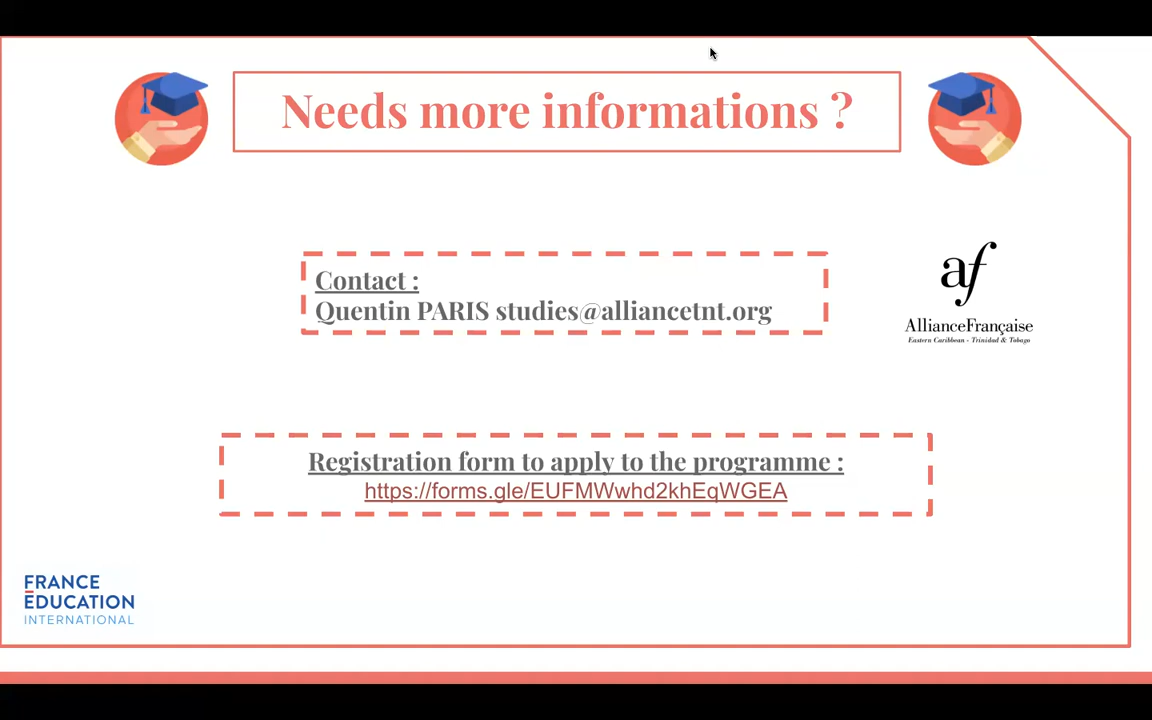 Needs more informations ?
Contact :
Quentin PARIS studies@alliancetnt.org
af
AllianceFrançaise
Eastern Caribbean - Trinidad & Tobago
Registration form to apply to the programme :
https://forms.gle/EUFMWwhd2khEqWGEA
FRANCE
EDUCATION
INTERNATIONAL